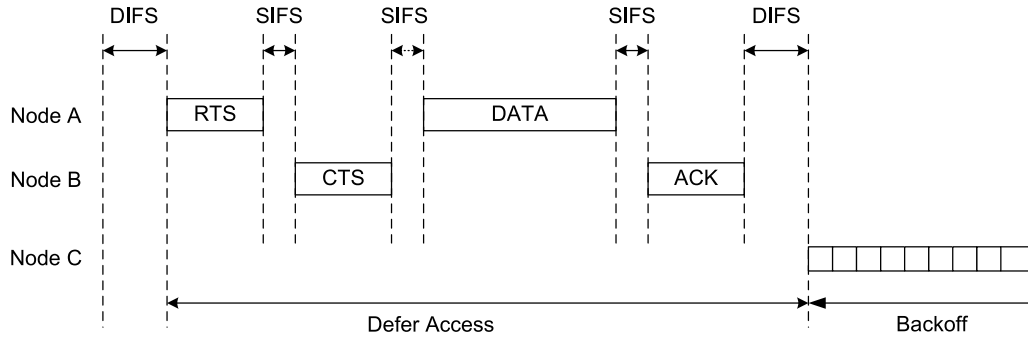 DIFS SIFS SIFS SIFS DIFS
Node A RTS DATA
Node B CTS ACK
Node C
Defer Access Backoff